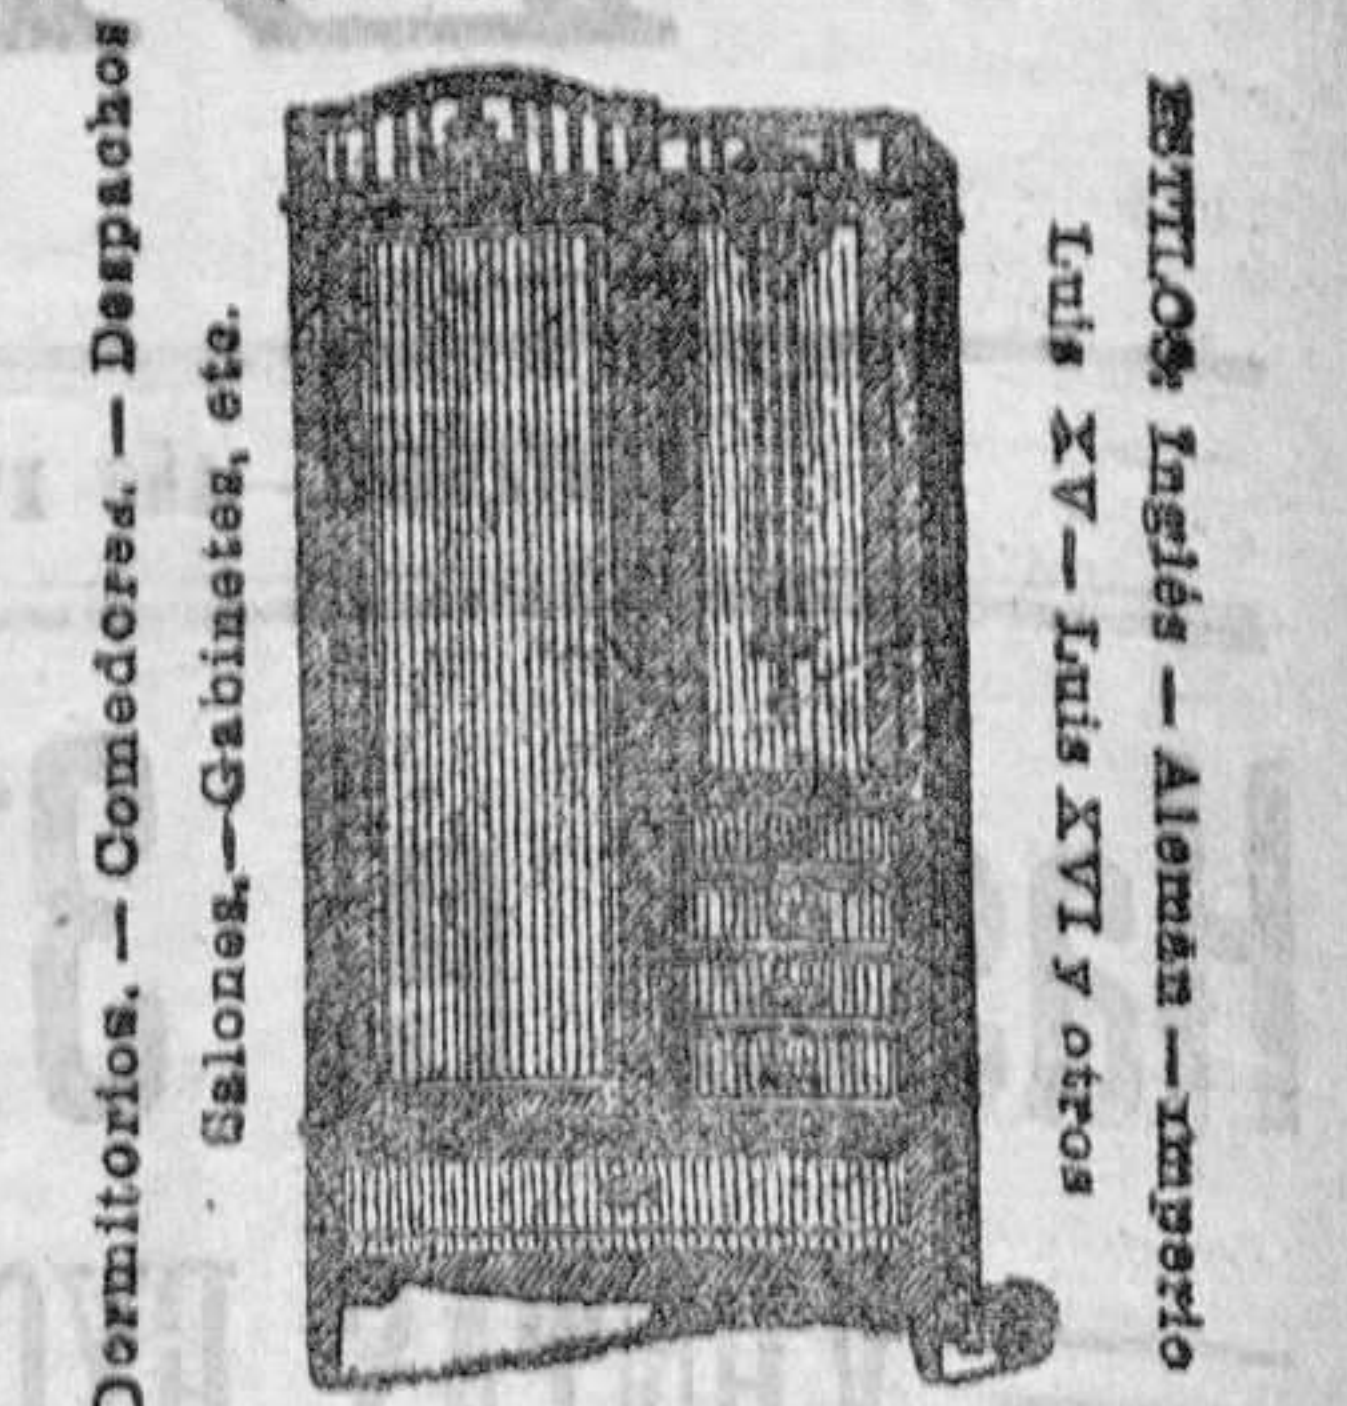 Dormitorios. — Comedores. — Despachos
Salones.—Gabinetes, etc.
ESTILOS: Inglés — Alemán — Imperio
Luis XV — Luis XVI y otros